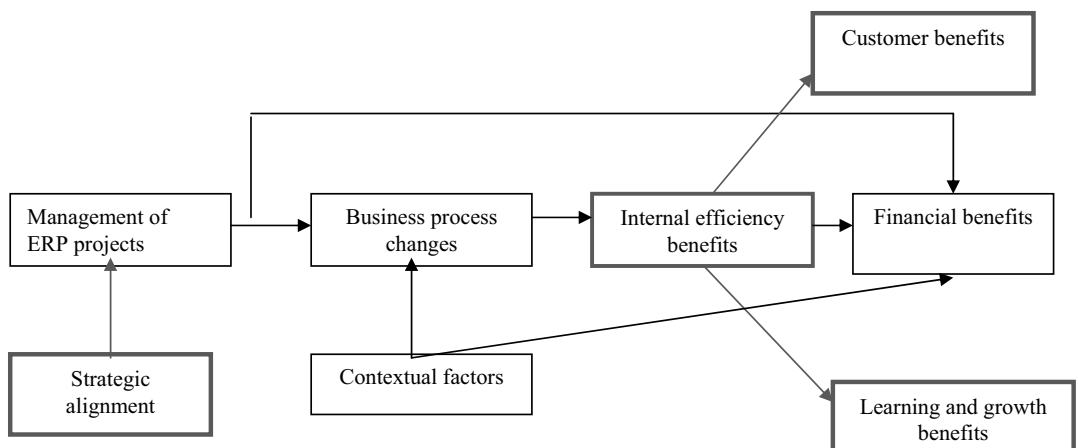 Customer benefits
Management of
ERP projects
Business process
changes
Internal efficiency
benefits
Financial benefits
Strategic
alignment
Contextual factors
Learning and growth
benefits